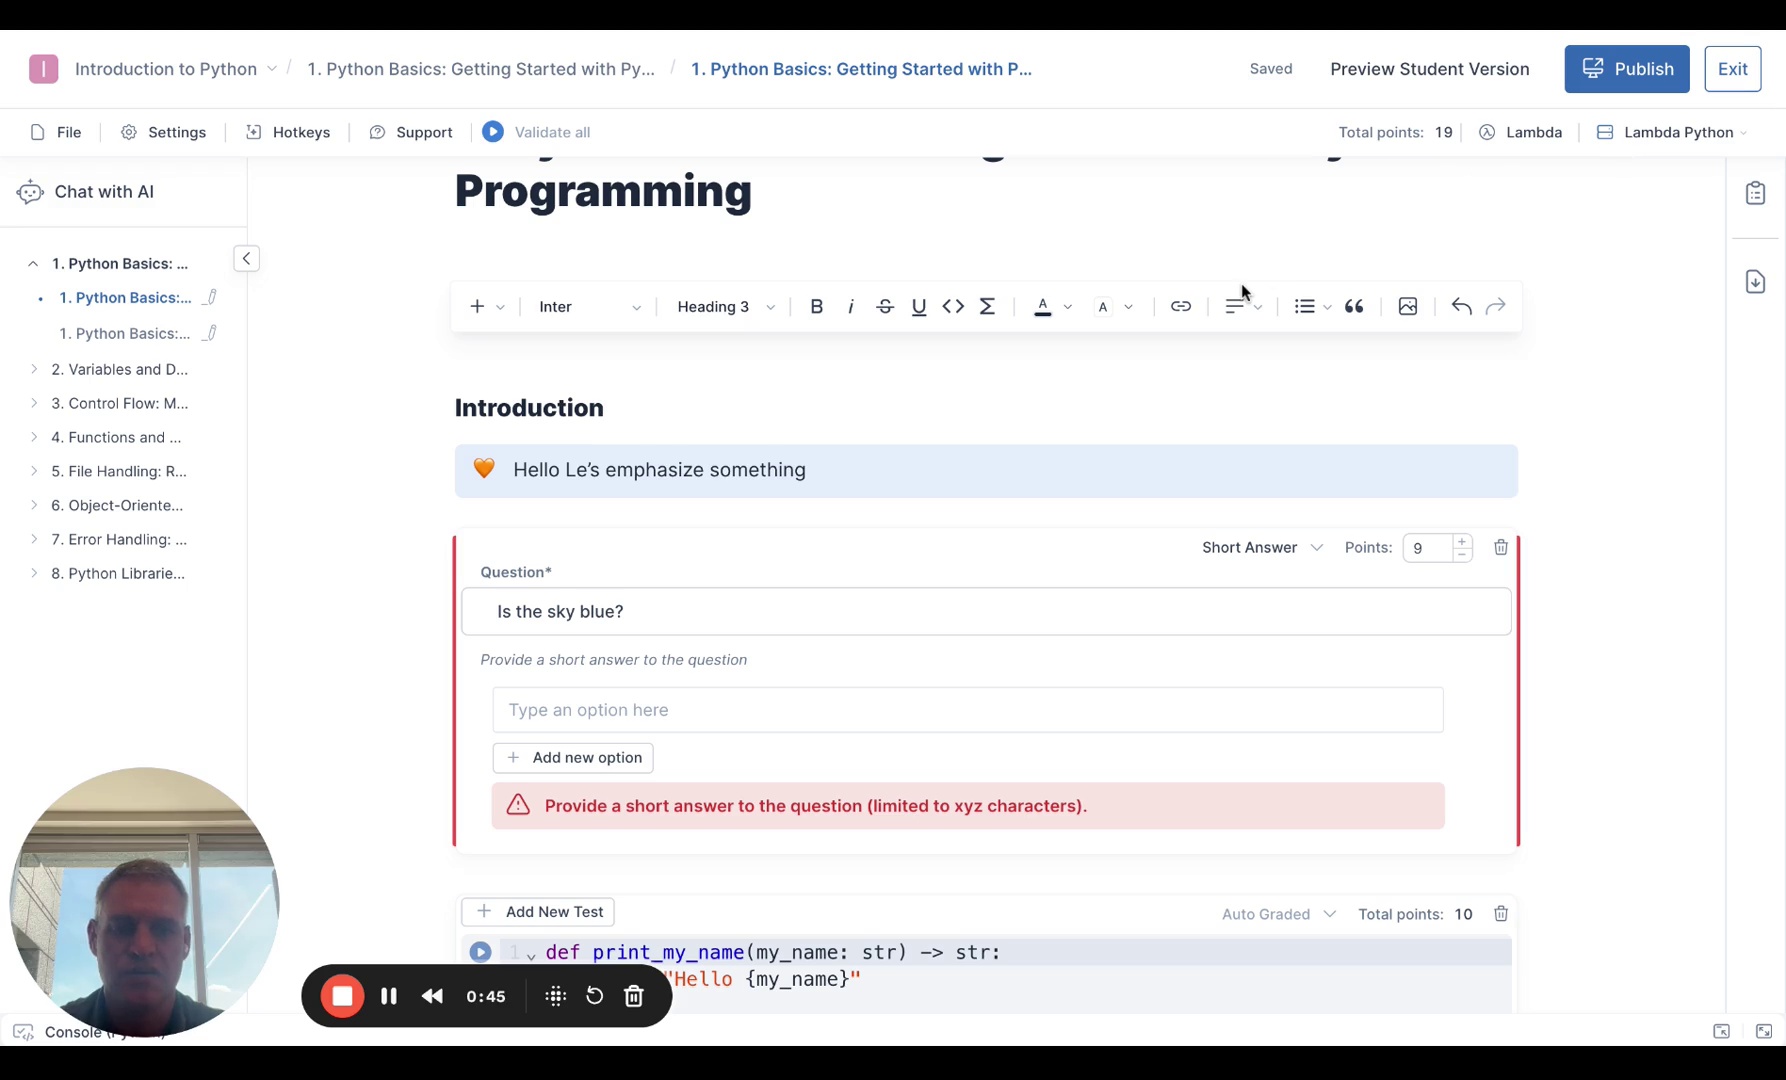 I Introduction to Python / 1. Python Basics: Getting Started with Py... / 1. Python Basics: Getting Started with P... Saved Preview Student Version Publish Exit
File Settings Hotkeys Support Validate all Total points: 19 Lambda Lambda Python
Chat with AI
1. Python Basics: ...
1. Python Basics:...
1. Python Basics:...
2. Variables and D...
3. Control Flow: M...
4. Functions and ...
5. File Handling: R...
6. Object-Oriente...
7. Error Handling: ...
8. Python Librarie...
Programming
Inter Heading 3 B i S U <> Σ A A
Introduction
🧡 Hello Le’s emphasize something
Short Answer Points: 9
Question*
Is the sky blue?
Provide a short answer to the question
Type an option here
+ Add new option
Provide a short answer to the question (limited to xyz characters).
+ Add New Test Auto Graded Total points: 10
1 def print_my_name(my_name: str) -> str:
"Hello {my_name}"
0:45
Console